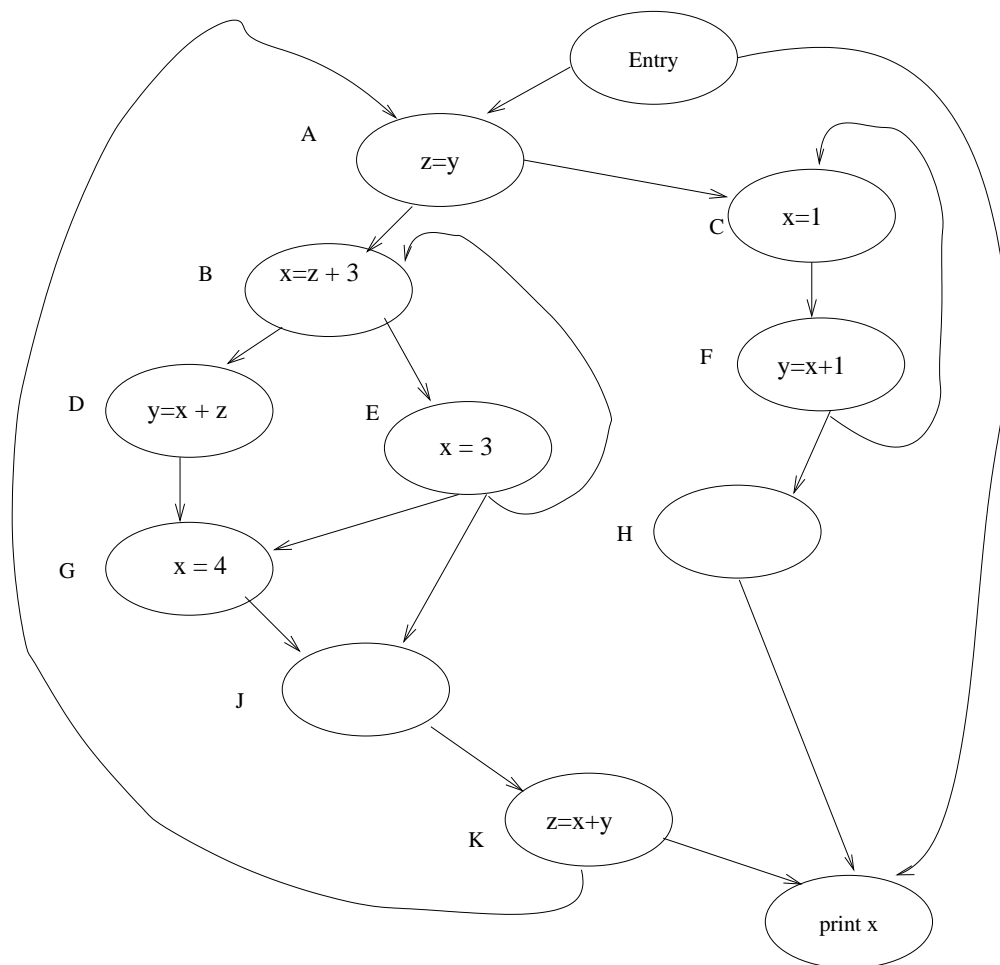 Entry
A
z=y
C
x=1
B
x=z + 3
F
y=x+1
D
y=x + z
E
x = 3
H
G
x = 4
J
K
z=x+y
print x